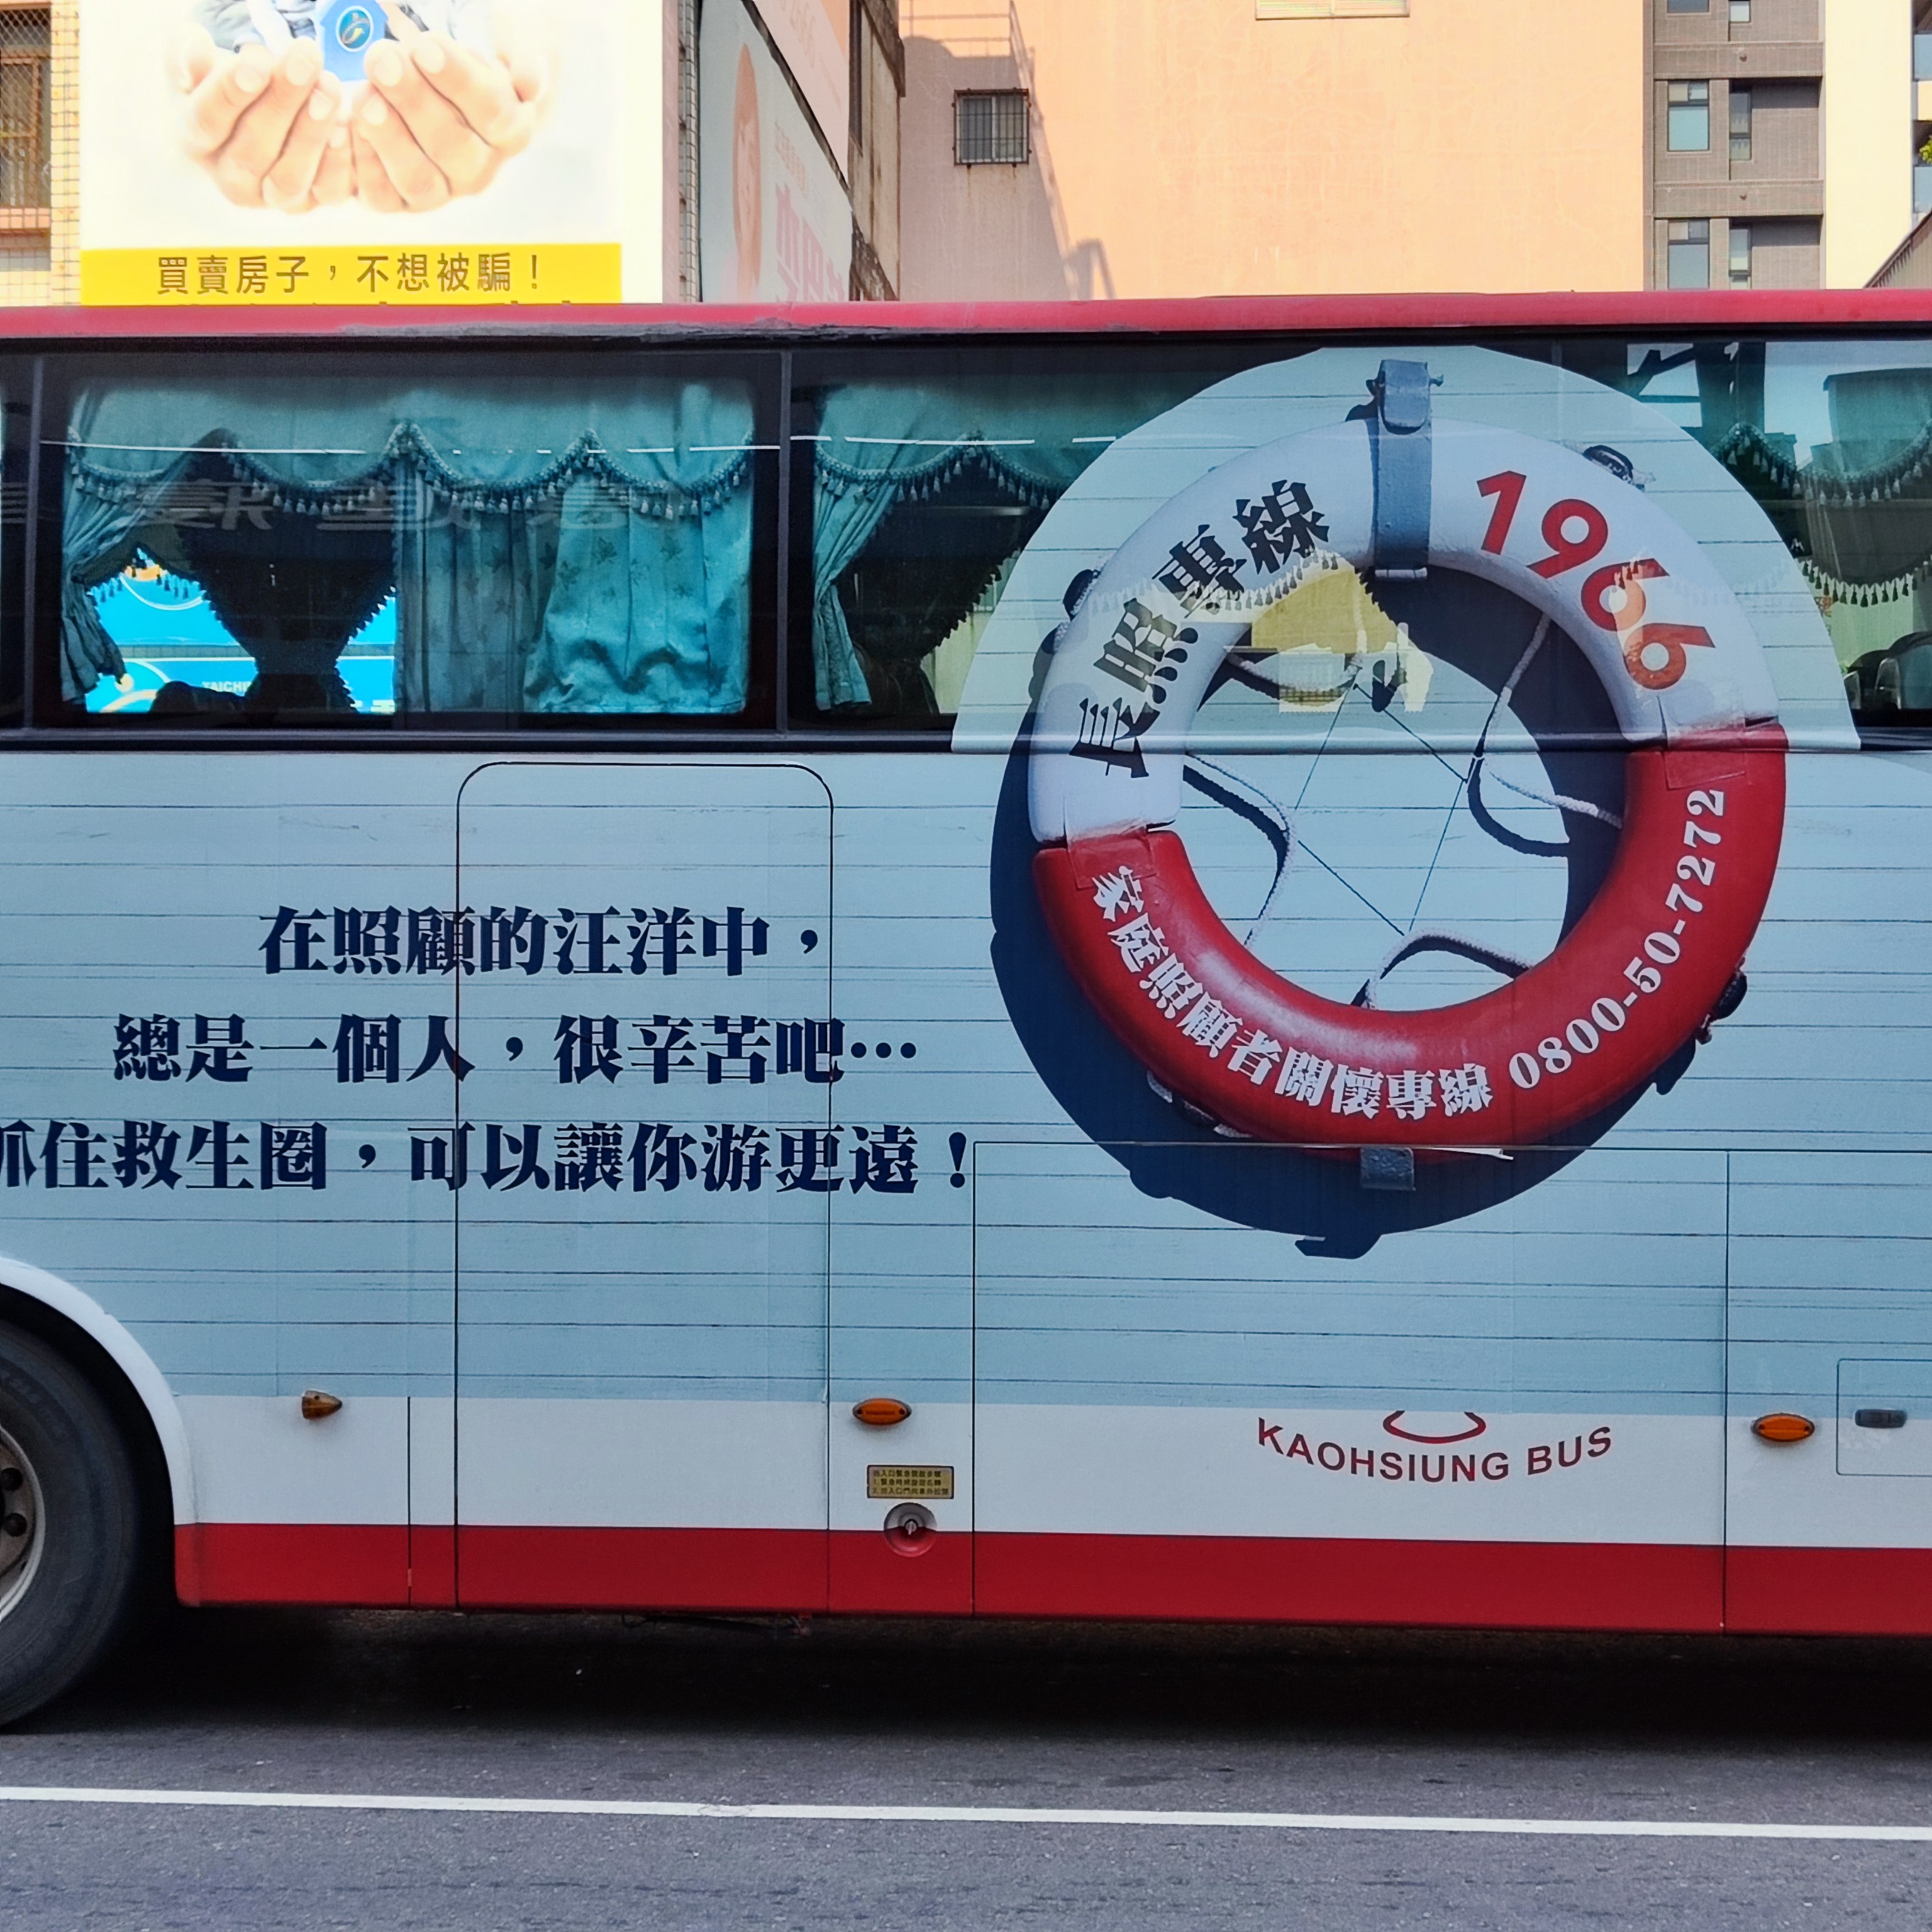 買賣房子，不想被騙！
長照專線 1966
家庭照顧者關懷專線 0800-50-7272
在照顧的汪洋中，
總是一個人，很辛苦吧…
抓住救生圈，可以讓你游更遠！
KAOHSIUNG BUS